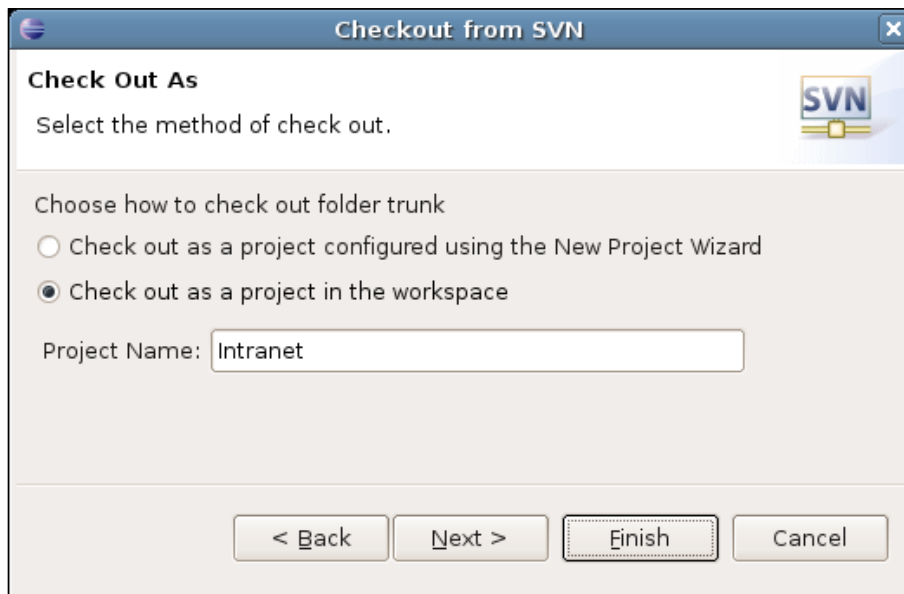 Checkout from SVN
Check Out As
Select the method of check out.
SVN
Choose how to check out folder trunk
Check out as a project configured using the New Project Wizard
Check out as a project in the workspace
Project Name: Intranet
< Back Next > Finish Cancel